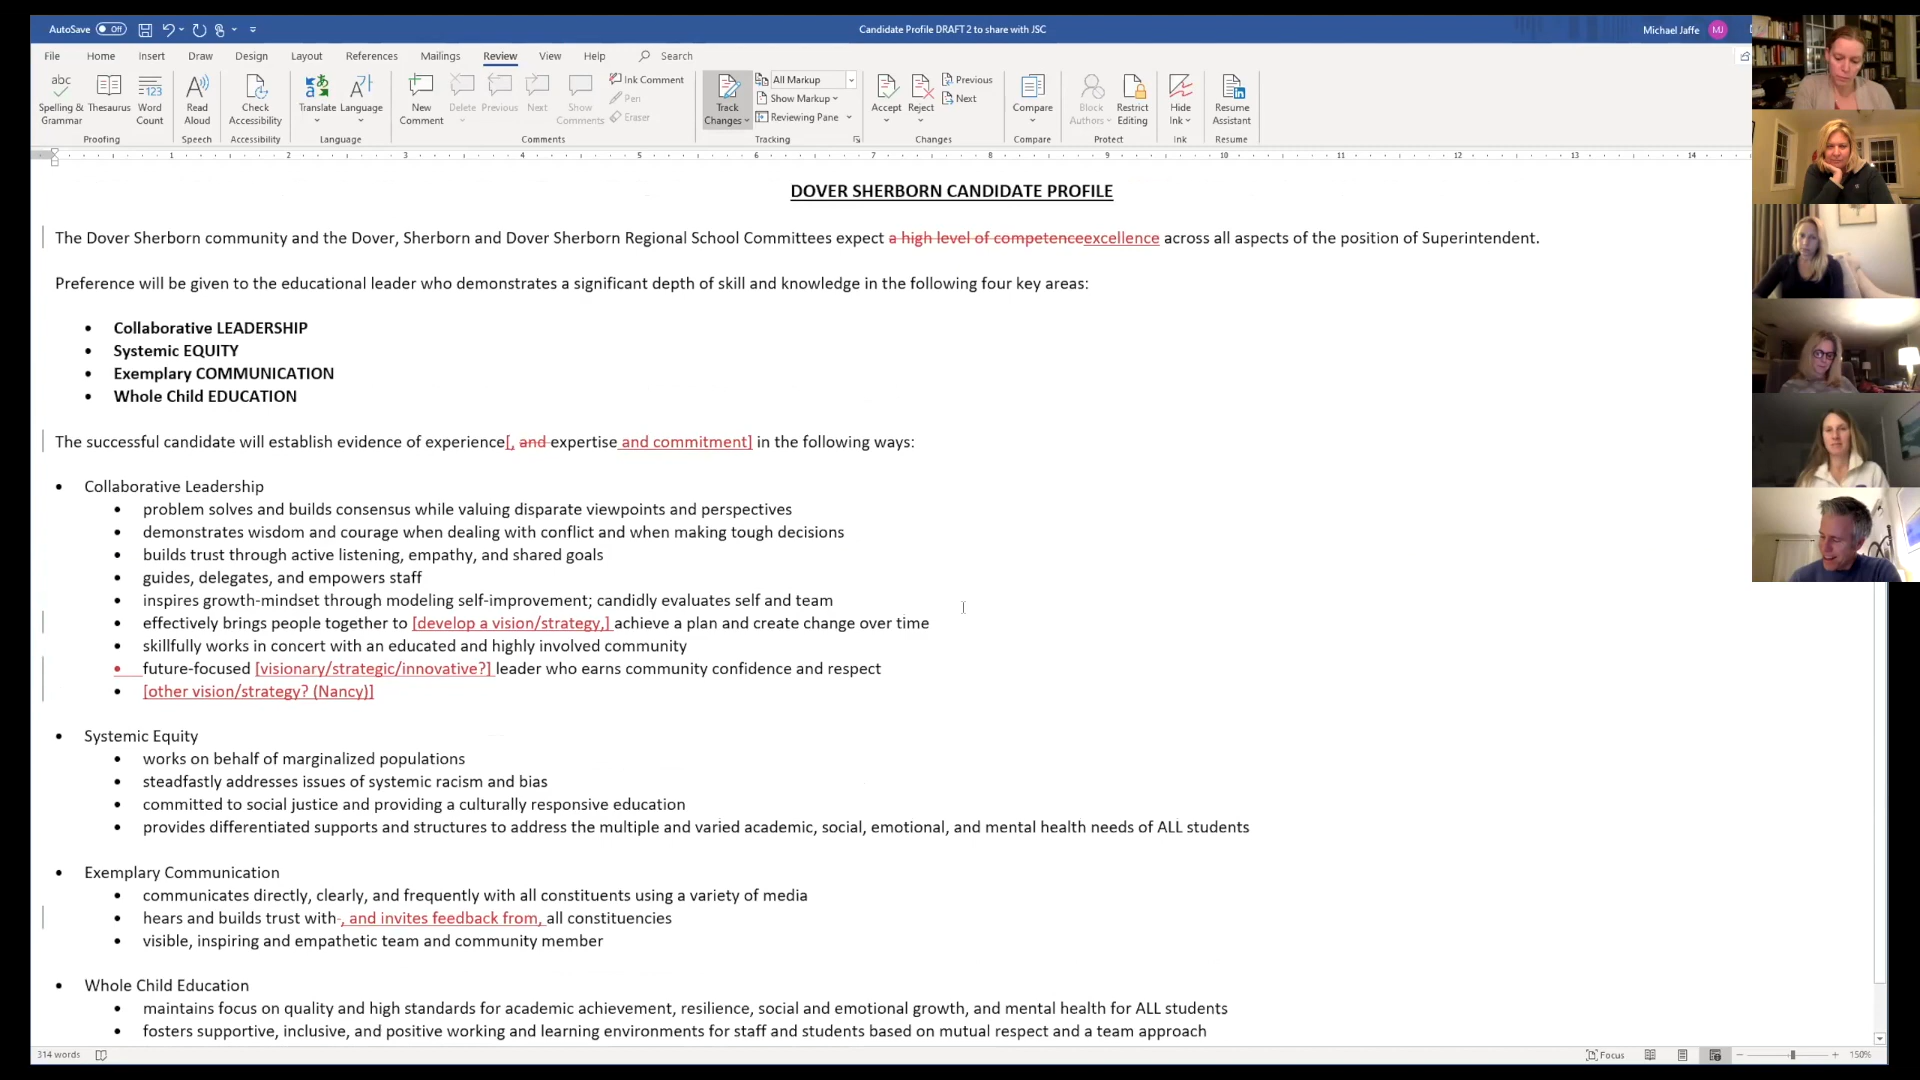 AutoSave Off
Candidate Profile DRAFT 2 to share with JSC
Michael Jaffe MJ
File Home Insert Draw Design Layout References Mailings Review View Help Search
abc Spelling & Grammar
Thesaurus
123 Word Count
Proofing
Read Aloud
Speech
Check Accessibility
Accessibility
Translate
Language
Language
New Comment
Delete
Previous
Next
Show Comments
Ink Comment
Pen
Eraser
Comments
Track Changes
All Markup
Show Markup
Reviewing Pane
Tracking
Accept
Reject
Previous
Next
Changes
Compare
Compare
Block Authors
Restrict Editing
Protect
Hide Ink
Ink
Resume Assistant
Resume
1 2 3 4 5 6 7 8 9 10 11 12 13 14
DOVER SHERBORN CANDIDATE PROFILE
The Dover Sherborn community and the Dover, Sherborn and Dover Sherborn Regional School Committees expect a high level of competenceexcellence across all aspects of the position of Superintendent.
Preference will be given to the educational leader who demonstrates a significant depth of skill and knowledge in the following four key areas:
• Collaborative LEADERSHIP
• Systemic EQUITY
• Exemplary COMMUNICATION
• Whole Child EDUCATION
The successful candidate will establish evidence of experience[, and expertise and commitment] in the following ways:
• Collaborative Leadership
• problem solves and builds consensus while valuing disparate viewpoints and perspectives
• demonstrates wisdom and courage when dealing with conflict and when making tough decisions
• builds trust through active listening, empathy, and shared goals
• guides, delegates, and empowers staff
• inspires growth-mindset through modeling self-improvement; candidly evaluates self and team
• effectively brings people together to [develop a vision/strategy,] achieve a plan and create change over time
• skillfully works in concert with an educated and highly involved community
• future-focused [visionary/strategic/innovative?] leader who earns community confidence and respect
• [other vision/strategy? (Nancy)]
• Systemic Equity
• works on behalf of marginalized populations
• steadfastly addresses issues of systemic racism and bias
• committed to social justice and providing a culturally responsive education
• provides differentiated supports and structures to address the multiple and varied academic, social, emotional, and mental health needs of ALL students
• Exemplary Communication
• communicates directly, clearly, and frequently with all constituents using a variety of media
• hears and builds trust with , and invites feedback from, all constituencies
• visible, inspiring and empathetic team and community member
• Whole Child Education
• maintains focus on quality and high standards for academic achievement, resilience, social and emotional growth, and mental health for ALL students
• fosters supportive, inclusive, and positive working and learning environments for staff and students based on mutual respect and a team approach
314 words
Focus
150%